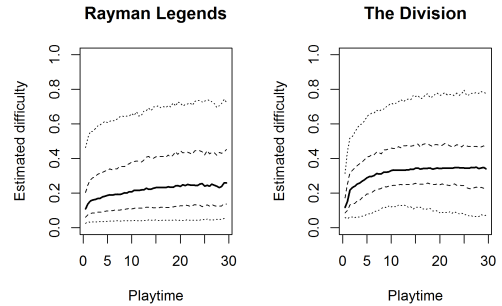 Rayman Legends
Estimated difficulty
0.0 0.2 0.4 0.6 0.8 1.0
0 5 10 20 30
Playtime
The Division
Estimated difficulty
0.0 0.2 0.4 0.6 0.8 1.0
0 5 10 20 30
Playtime